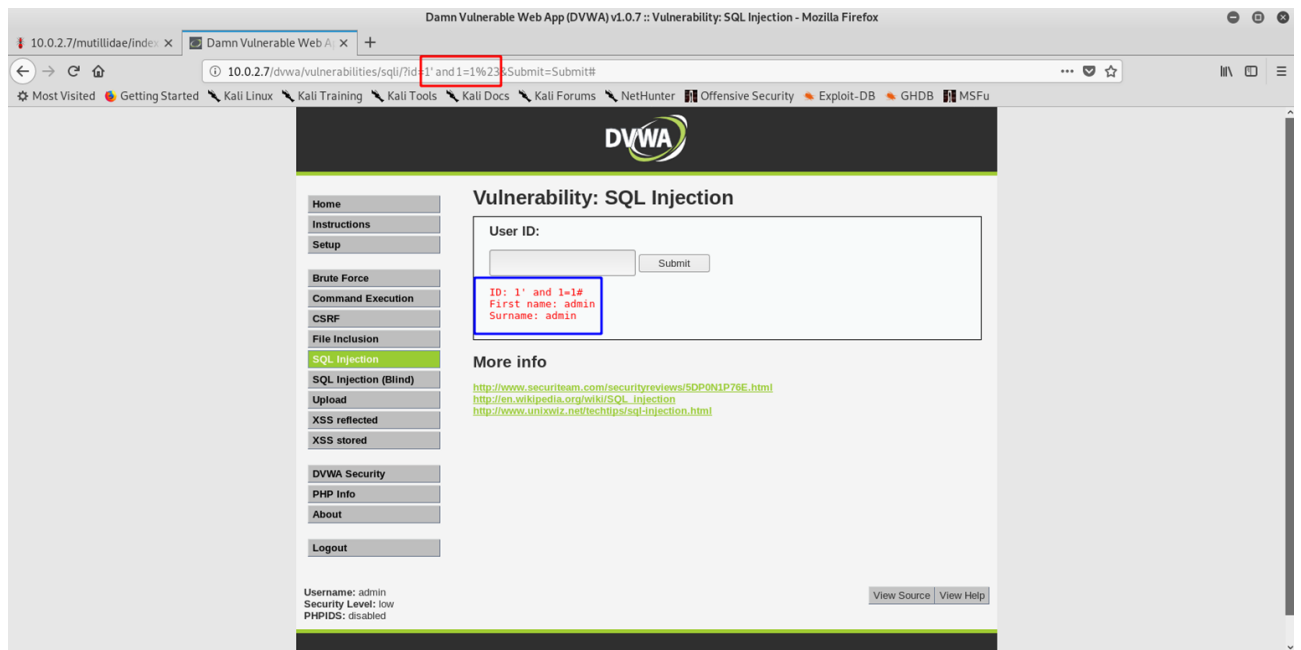 Damn Vulnerable Web App (DVWA) v1.0.7 :: Vulnerability: SQL Injection - Mozilla Firefox
10.0.2.7/mutillidae/index
Damn Vulnerable Web A
10.0.2.7/dvwa/vulnerabilities/sqli/?id=1' and 1=1%23&Submit=Submit#
Most Visited Getting Started Kali Linux Kali Training Kali Tools Kali Docs Kali Forums NetHunter Offensive Security Exploit-DB GHDB MSFu
DVWA
Home
Instructions
Setup
Brute Force
Command Execution
CSRF
File Inclusion
SQL Injection
SQL Injection (Blind)
Upload
XSS reflected
XSS stored
DVWA Security
PHP Info
About
Logout
Vulnerability: SQL Injection
User ID:
Submit
ID: 1' and 1=1#
First name: admin
Surname: admin
More info
http://www.securiteam.com/securityreviews/5DP0N1P76E.html
http://en.wikipedia.org/wiki/SQL_injection
http://www.unixwiz.net/techtips/sql-injection.html
Username: admin
Security Level: low
PHPIDS: disabled
View Source View Help